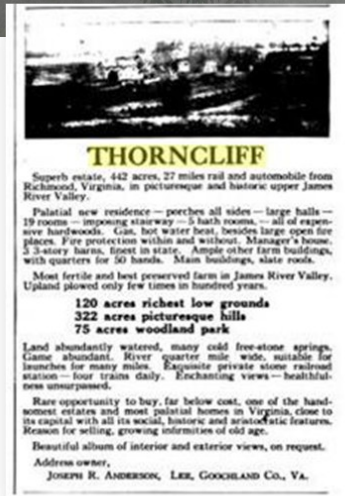 THORNCLIFF
Superb estate, 442 acres, 27 miles rail and automobile from
Richmond, Virginia, in picturesque and historic upper James
River Valley.
Palatial new residence — porches all sides — large halls —
19 rooms — imposing stairway — 5 bath rooms, — all of expen-
sive hardwoods. Gas, hot water heat, besides large open fire
places. Fire protection within and without. Manager's house.
3 3-story barns, finest in state. Ample other farm buildings,
with quarters for 50 hands. Main buildings, slate roofs.
Most fertile and best preserved farm in James River Valley.
Upland plowed only few times in hundred years.
120 acres richest low grounds
322 acres picturesque hills
75 acres woodland park
Land abundantly watered, many cold free-stone springs.
Game abundant. River quarter mile wide, suitable for
launches for many miles. Exquisite private stone railroad
station — four trains daily. Enchanting views — healthful-
ness unsurpassed.
Rare opportunity to buy, far below cost, one of the hand-
somest estates and most palatial homes in Virginia, close to
its capital with all its social, historic and aristocratic features.
Reason for selling, growing infirmities of old age.
Beautiful album of interior and exterior views, on request.
Address owner,
JOSEPH R. ANDERSON, LEE, GOOCHLAND CO., VA.